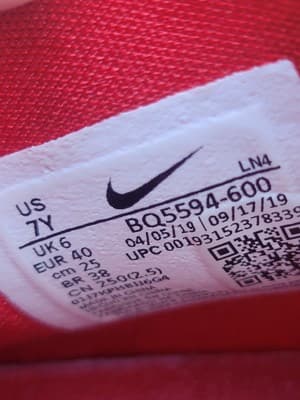 US
7Y
LN4
UK 6
EUR 40
cm 25
BR 38
CN 250(2.5)
BQ5594-600
04/05/19 | 09/17/19
UPC 00193152378339